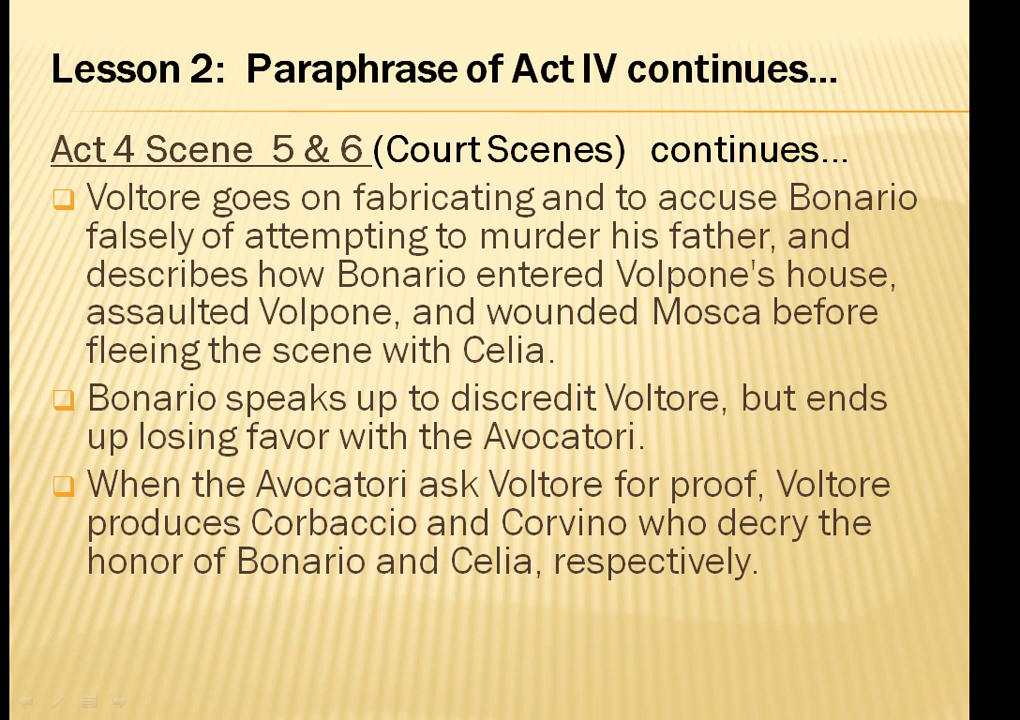 Lesson 2: Paraphrase of Act IV continues...
Act 4 Scene 5 & 6 (Court Scenes) continues...
Voltore goes on fabricating and to accuse Bonario
falsely of attempting to murder his father, and
describes how Bonario entered Volpone's house,
assaulted Volpone, and wounded Mosca before
fleeing the scene with Celia.
Bonario speaks up to discredit Voltore, but ends
up losing favor with the Avocatori.
When the Avocatori ask Voltore for proof, Voltore
produces Corbaccio and Corvino who decry the
honor of Bonario and Celia, respectively.